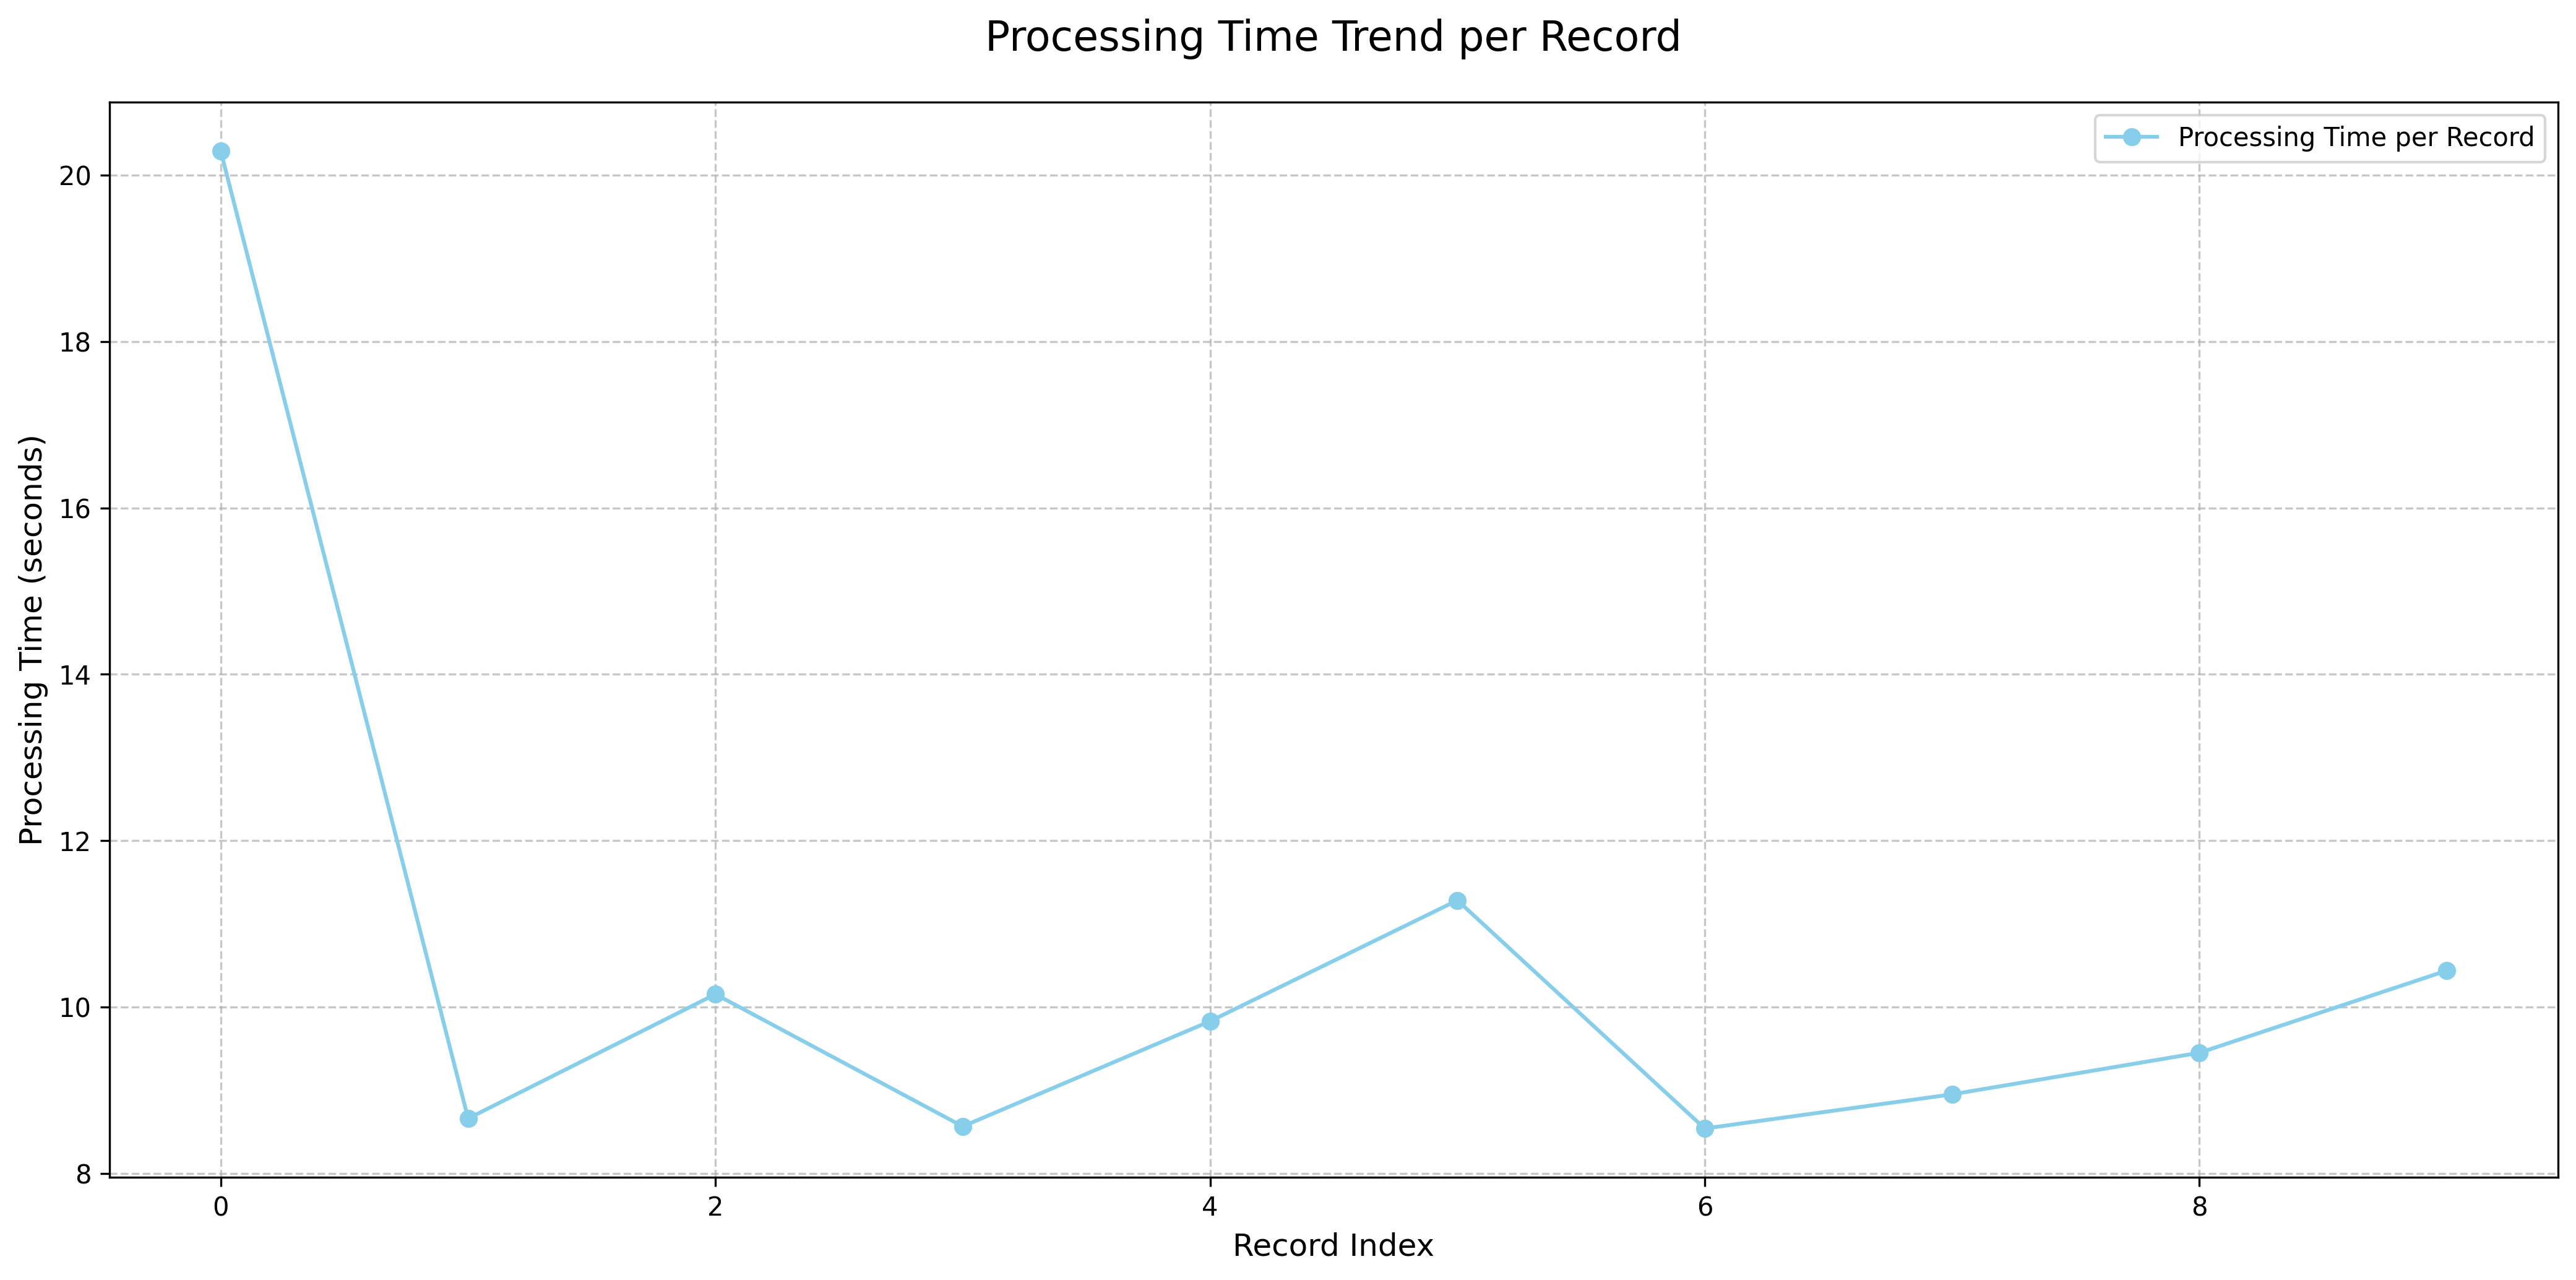 Processing Time Trend per Record
Processing Time per Record
Processing Time (seconds)
20
18
16
14
12
10
8
0 2 4 6 8
Record Index